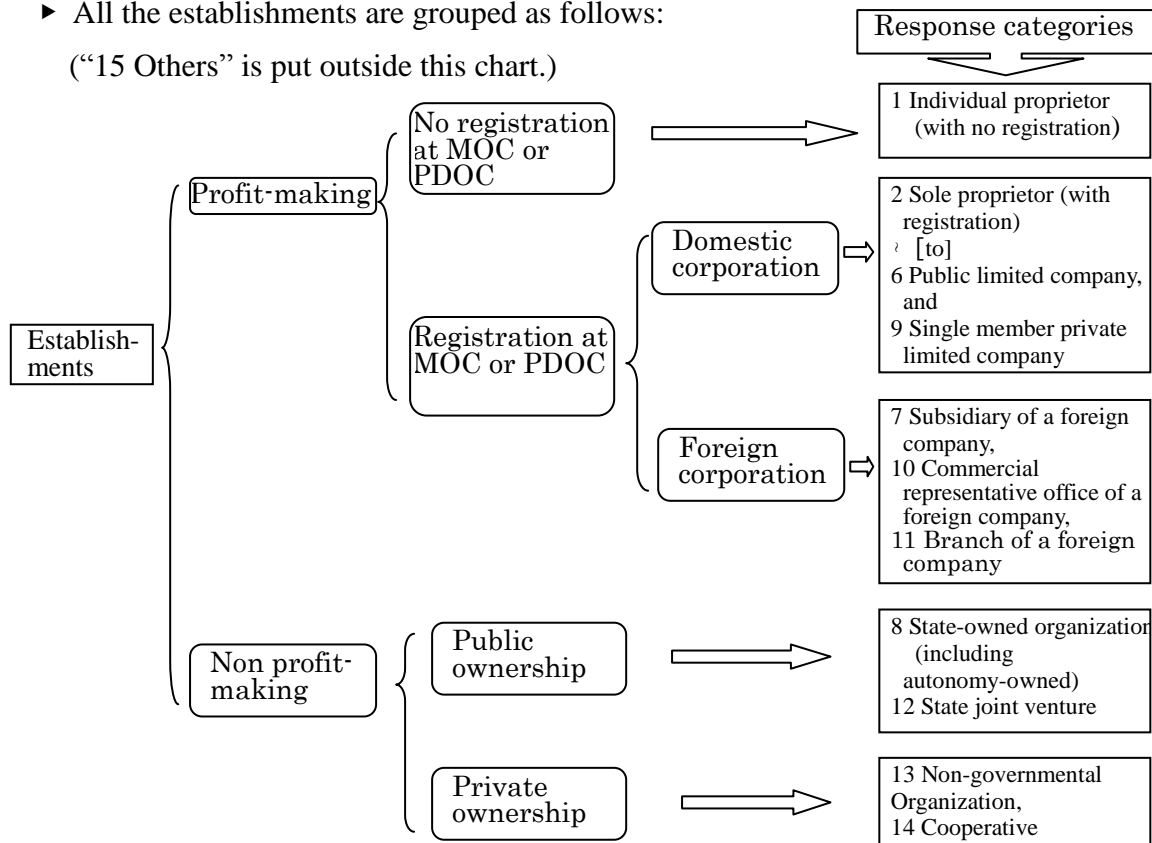 ▶ All the establishments are grouped as follows:
(“15 Others” is put outside this chart.)
Response categories
No registration
at MOC or
PDOC
1 Individual proprietor
(with no registration)
Profit-making
2 Sole proprietor (with
registration)
~ [to]
6 Public limited company,
and
9 Single member private
limited company
Domestic
corporation
Establish-
ments
Registration at
MOC or PDOC
Foreign
corporation
7 Subsidiary of a foreign
company,
10 Commercial
representative office of a
foreign company,
11 Branch of a foreign
company
Non profit-
making
Public
ownership
8 State-owned organization
(including
autonomy-owned)
12 State joint venture
Private
ownership
13 Non-governmental
Organization,
14 Cooperative